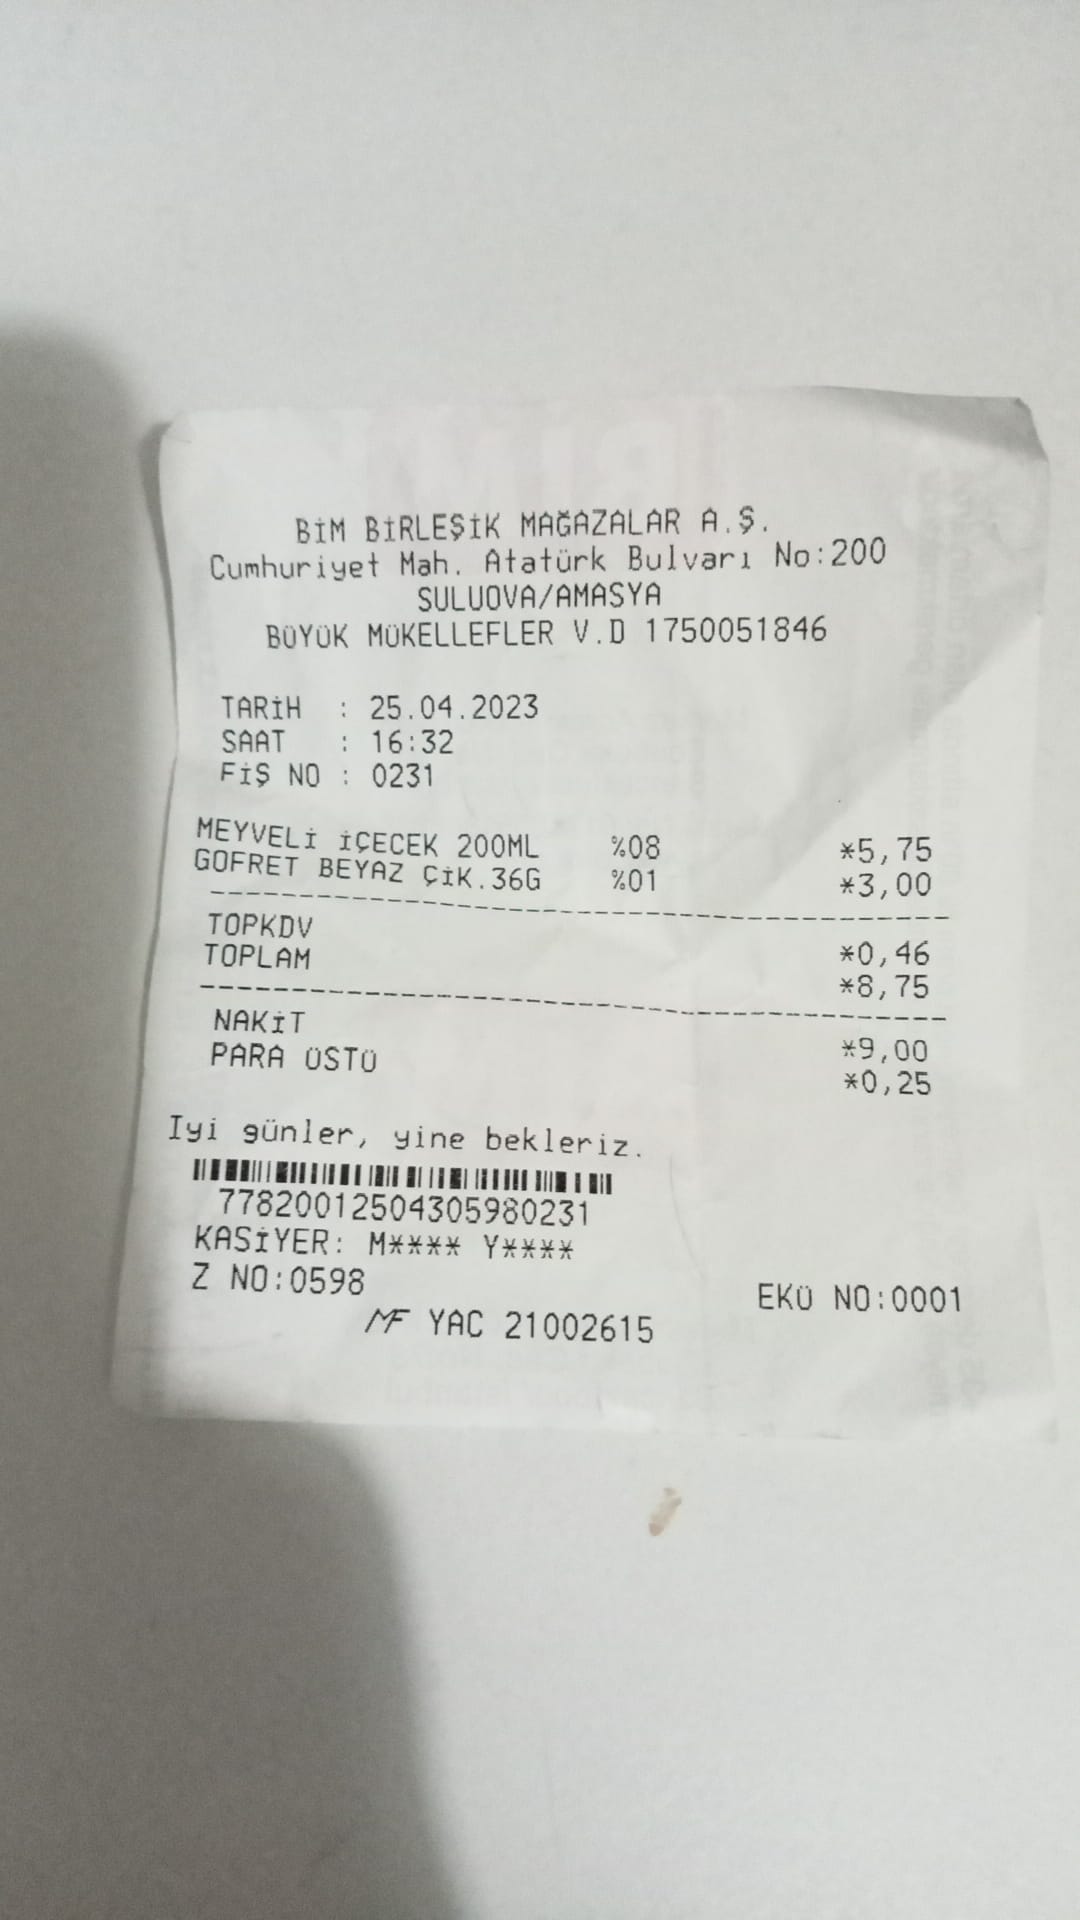 BİM BİRLEŞİK MAĞAZALAR A.Ş.
Cumhuriyet Mah. Atatürk Bulvarı No:200
SULUOVA/AMASYA
BÜYÜK MÜKELLEFLER V.D 1750051846
TARİH : 25.04.2023
SAAT : 16:32
FİŞ NO : 0231
MEYVELİ İÇECEK 200ML %08 *5,75
GOFRET BEYAZ ÇİK.36G %01 *3,00
TOPKDV *0,46
TOPLAM *8,75
NAKİT *9,00
PARA ÜSTÜ *0,25
Iyi günler, yine bekleriz.
77820012504305980231
KASİYER: M**** Y****
Z NO:0598 EKÜ NO:0001
MF YAC 21002615